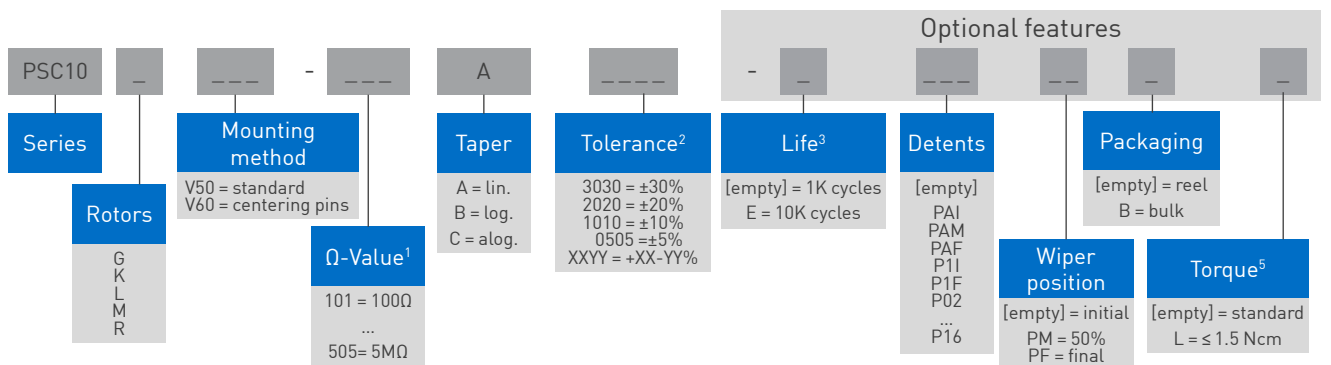 Optional features
PSC10 _ _ _ _ - _ _ _ A _ _ _ _ - _ _ _ _ _ _ _ _
Series
Rotors
G
K
L
M
R
Mounting
method
V50 = standard
V60 = centering pins
Ω-Value¹
101 = 100Ω
...
505= 5MΩ
Taper
A = lin.
B = log.
C = alog.
Tolerance²
3030 = ±30%
2020 = ±20%
1010 = ±10%
0505 =±5%
XXYY = +XX-YY%
Life³
[empty] = 1K cycles
E = 10K cycles
Detents
[empty]
PAI
PAM
PAF
P1I
P1F
P02
...
P16
Wiper
position
[empty] = initial
PM = 50%
PF = final
Packaging
[empty] = reel
B = bulk
Torque⁵
[empty] = standard
L = ≤ 1.5 Ncm